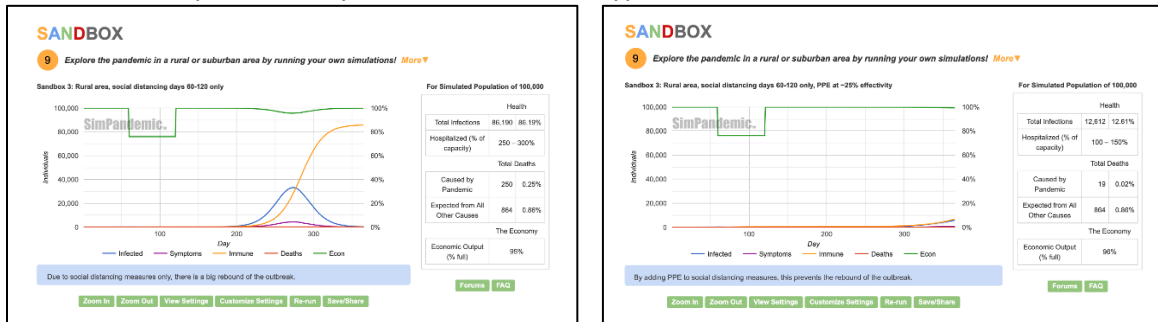 SANDBOX
9 Explore the pandemic in a rural or suburban area by running your own simulations! More▼
Sandbox 3: Rural area, social distancing days 60-120 only
For Simulated Population of 100,000
100,000
80,000
60,000
40,000
20,000
0
Individuals
SimPandemic
100%
80%
60%
40%
20%
0%
100 200 300
Day
Infected Symptoms Immune Deaths Econ
Health
Total Infections 86,190 86.19%
Hospitalized (% of
capacity) 250 – 300%
Total Deaths
Caused by
Pandemic 250 0.25%
Expected from All
Other Causes 864 0.86%
The Economy
Economic Output
(% full) 95%
Due to social distancing measures only, there is a big rebound of the outbreak.
Forums FAQ
Zoom In Zoom Out View Settings Customize Settings Re-run Save/Share
SANDBOX
9 Explore the pandemic in a rural or suburban area by running your own simulations! More▼
Sandbox 3: Rural area, social distancing days 60-120 only, PPE at ~25% effectivity
For Simulated Population of 100,000
100,000
80,000
60,000
40,000
20,000
0
Individuals
SimPandemic
100%
80%
60%
40%
20%
0%
100 200 300
Day
Infected Symptoms Immune Deaths Econ
Health
Total Infections 12,612 12.61%
Hospitalized (% of
capacity) 100 – 150%
Total Deaths
Caused by
Pandemic 19 0.02%
Expected from All
Other Causes 864 0.86%
The Economy
Economic Output
(% full) 96%
By adding PPE to social distancing measures, this prevents the rebound of the outbreak.
Forums FAQ
Zoom In Zoom Out View Settings Customize Settings Re-run Save/Share